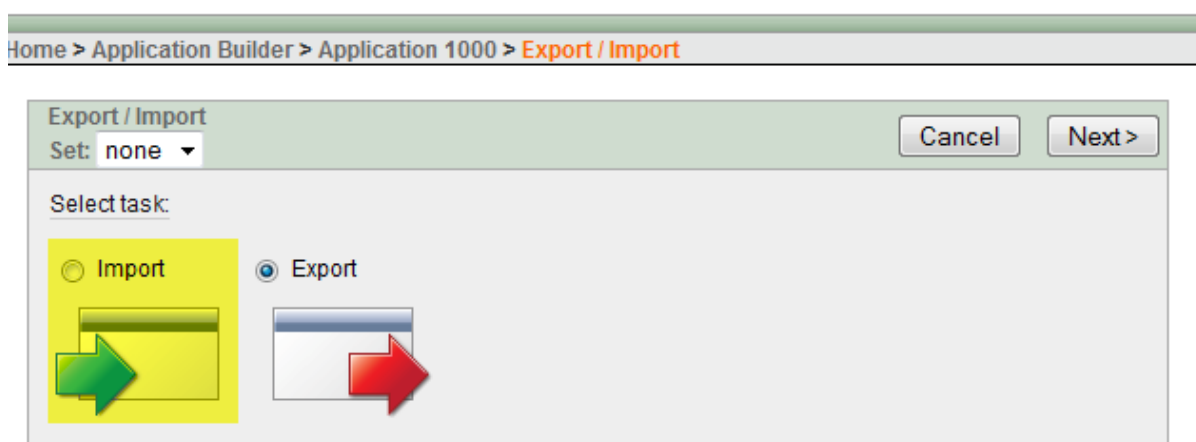 Home > Application Builder > Application 1000 > Export / Import
Export / Import
Set: none
Cancel
Next >
Select task:
Import
Export